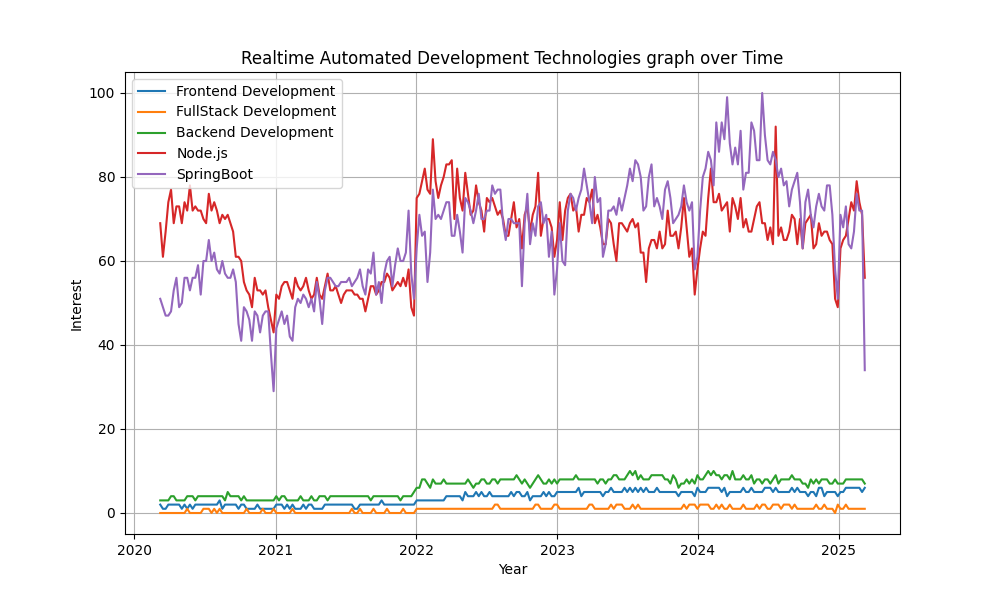 Realtime Automated Development Technologies graph over Time
Frontend Development
FullStack Development
Backend Development
Node.js
SpringBoot
100
80
60
40
20
0
Interest
2020 2021 2022 2023 2024 2025
Year